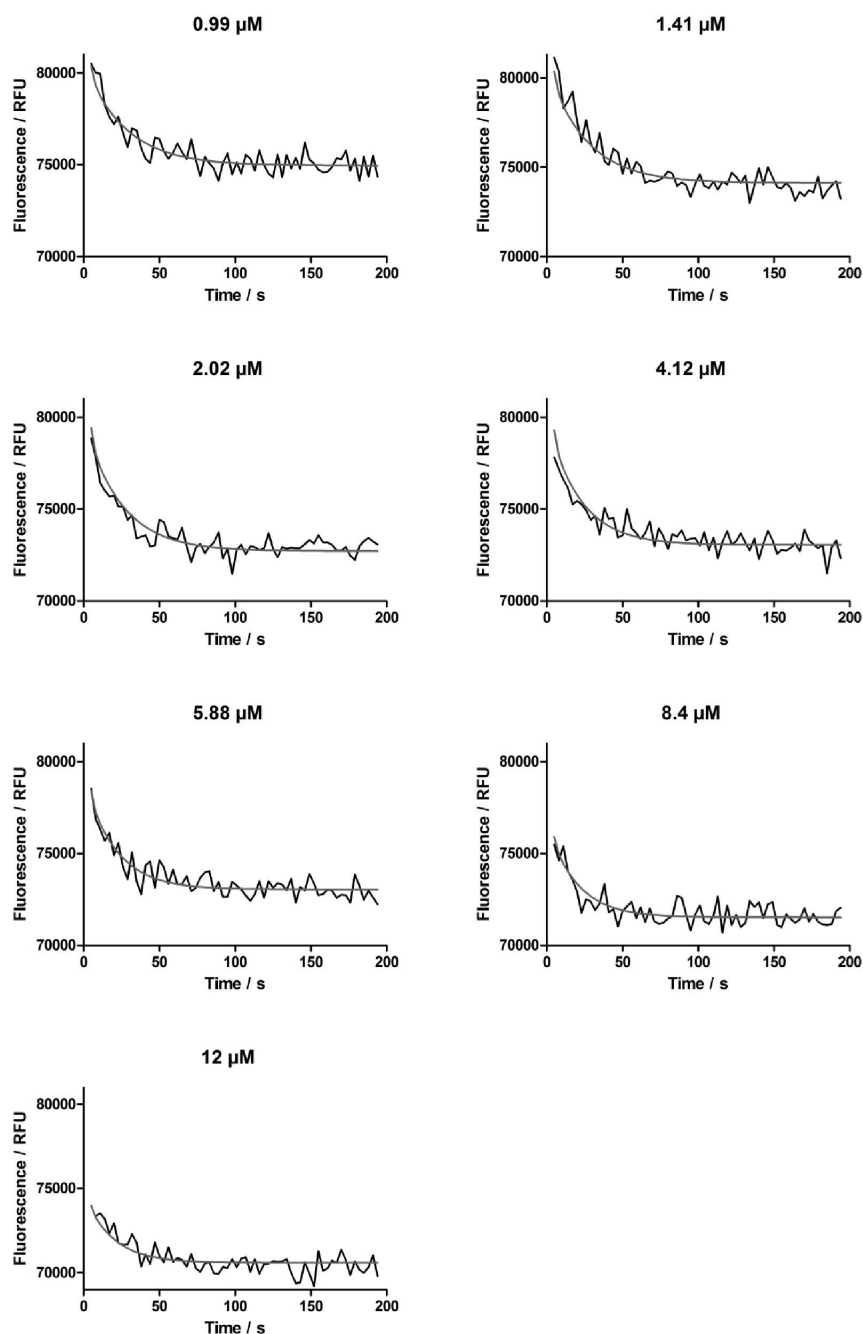 0.99 µM
Fluorescence / RFU
80000
75000
70000
0 50 100 150 200
Time / s
1.41 µM
Fluorescence / RFU
80000
75000
70000
0 50 100 150 200
Time / s
2.02 µM
Fluorescence / RFU
80000
75000
70000
0 50 100 150 200
Time / s
4.12 µM
Fluorescence / RFU
80000
75000
70000
0 50 100 150 200
Time / s
5.88 µM
Fluorescence / RFU
80000
75000
70000
0 50 100 150 200
Time / s
8.4 µM
Fluorescence / RFU
80000
75000
70000
0 50 100 150 200
Time / s
12 µM
Fluorescence / RFU
80000
75000
70000
0 50 100 150 200
Time / s